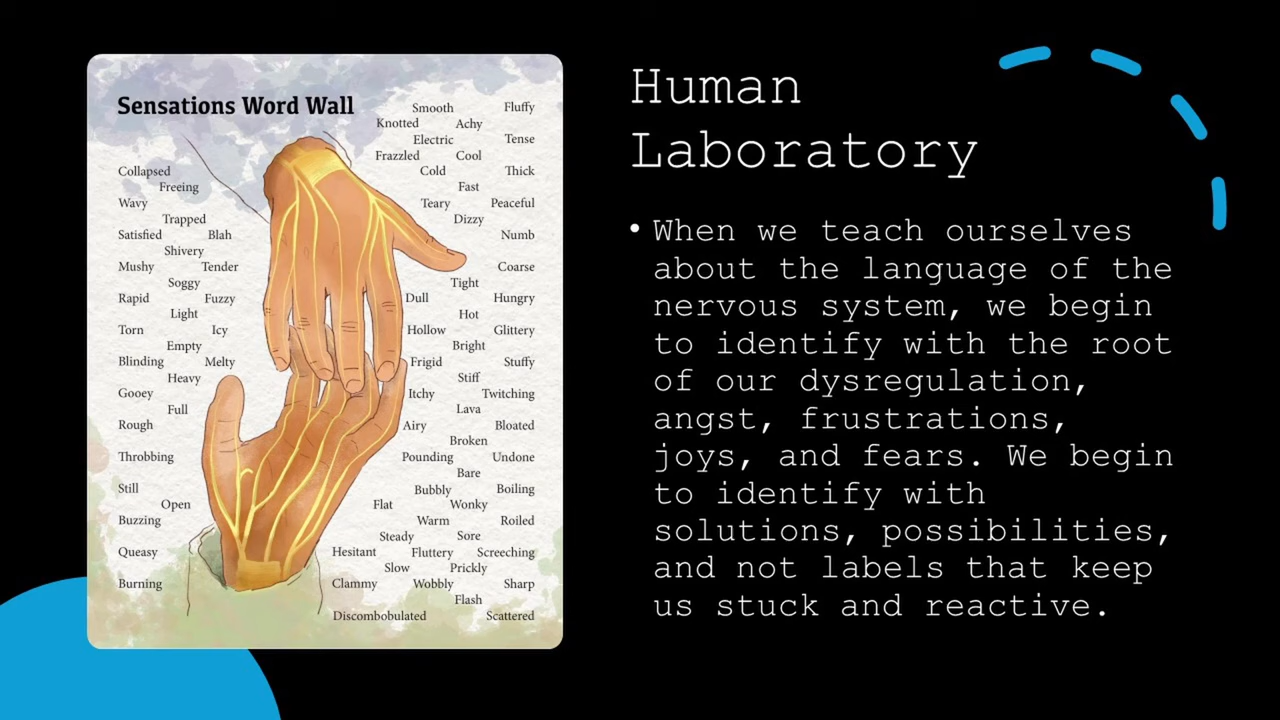 Sensations Word Wall
Smooth Fluffy
Knotted Achy
Electric Tense
Frazzled Cool
Collapsed Cold Thick
Freeing Fast
Wavy Teary Peaceful
Trapped Dizzy
Satisfied Blah Numb
Shivery
Mushy Tender Coarse
Soggy Tight
Rapid Fuzzy Dull Hungry
Light Hot
Torn Icy Hollow Glittery
Empty Bright
Blinding Melty Frigid Stuffy
Heavy Stiff
Gooey Itchy Twitching
Full Lava
Rough Airy Bloated
Broken
Throbbing Pounding Undone
Bare
Still Bubbly Boiling
Open Flat Wonky
Buzzing Warm Roiled
Steady Sore
Queasy Hesitant Fluttery Screeching
Slow Prickly
Burning Clammy Wobbly Sharp
Flash
Discombobulated Scattered
Human
Laboratory
• When we teach ourselves
about the language of the
nervous system, we begin
to identify with the root
of our dysregulation,
angst, frustrations,
joys, and fears. We begin
to identify with
solutions, possibilities,
and not labels that keep
us stuck and reactive.